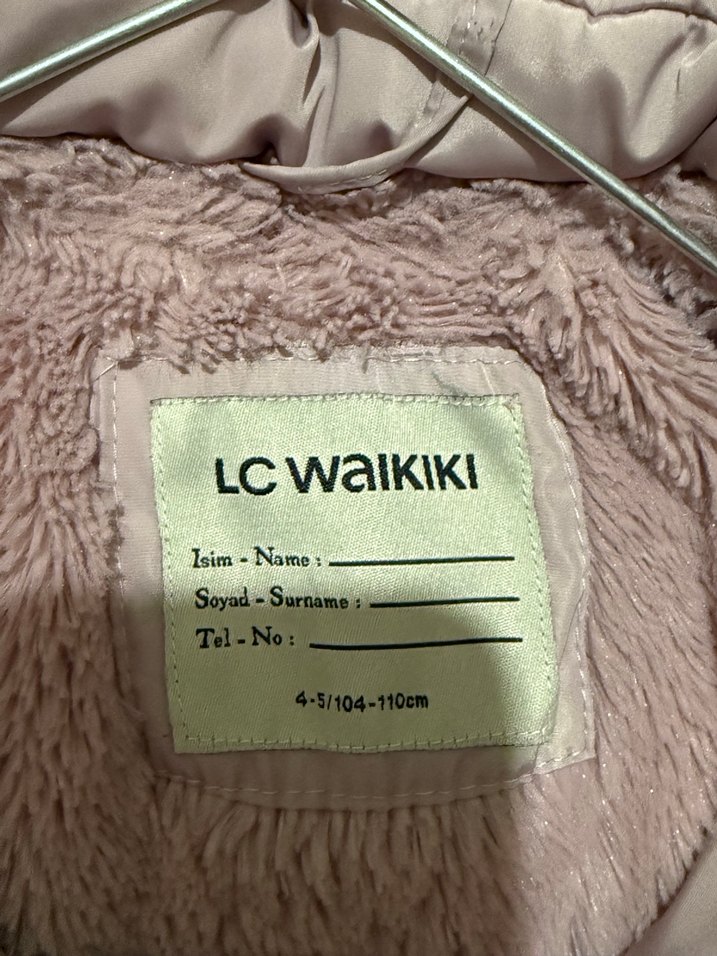 LC WAIKIKI
Isim - Name :
Soyad - Surname :
Tel - No :
4-5/104-110cm